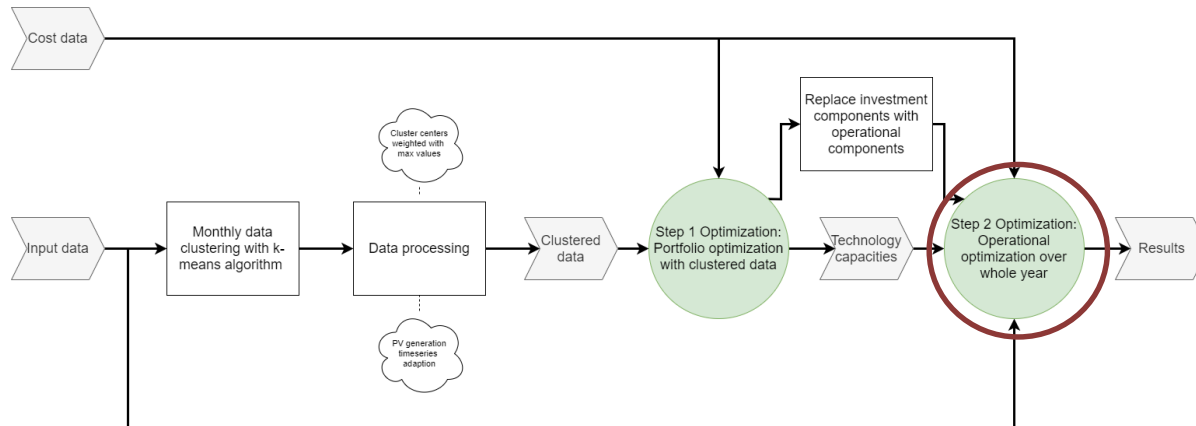 Cost data
Replace investment
components with
operational
components
Cluster centers
weighted with
max values
Input data
Monthly data
clustering with k-
means algorithm
Data processing
Clustered
data
Step 1 Optimization:
Portfolio optimization
with clustered data
Technology
capacities
Step 2 Optimization:
Operational
optimization over
whole year
Results
PV generation
timeseries
adaption